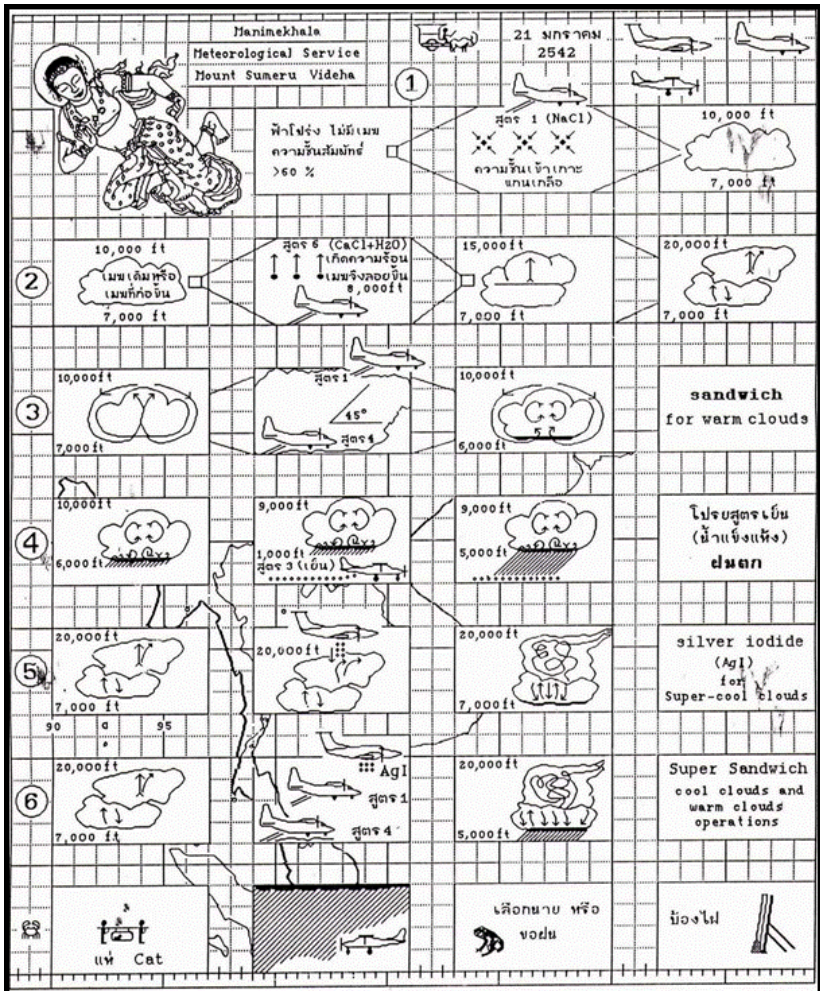 Manimekhala
Meteorological Service
Mount Sumeru Videha
21 มกราคม
2542
1
ฟ้าโปร่ง ไม่มีเมฆ
ความชื้นสัมพัทธ์
>60 %
สูตร 1 (NaCl)
ความชื้นเข้าเกาะ
แกนเกลือ
10,000 ft
7,000 ft
2
10,000 ft
เมฆเดิมหรือ
เมฆที่ก่อขึ้น
7,000 ft
สูตร 6 (CaCl+H2O)
เกิดความร้อน
เมฆจึงลอยขึ้น
8,000ft
15,000ft
7,000 ft
20,000ft
7,000 ft
3
10,000ft
7,000ft
สูตร1
45°
สูตร4
10,000ft
6,000ft
sandwich
for warm clouds
4
10,000ft
6,000ft
9,000ft
1,000ft
สูตร 3 (เย็น)
9,000ft
5,000ft
โปรยสูตรเย็น
(น้ำแข็งแห้ง)
ฝนตก
5
20,000ft
7,000 ft
20,000ft
20,000ft
7,000ft
silver iodide
(AgI)
for
Super-cool clouds
90
95
6
20,000ft
7,000 ft
AgI
สูตร1
สูตร4
20,000ft
5,000ft
Super Sandwich
cool clouds and
warm clouds
operations
แห่ Cat
เลือกนาย หรือ
ขอฝน
บ้องไฟ